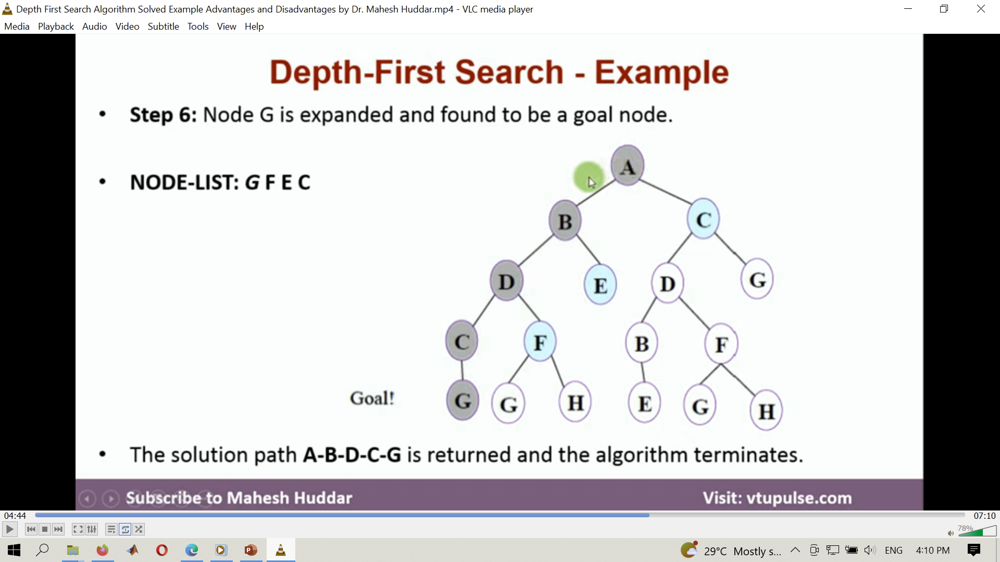 Depth First Search Algorithm Solved Example Advantages and Disadvantages by Dr. Mahesh Huddar.mp4 - VLC media player
Media Playback Audio Video Subtitle Tools View Help
Depth-First Search - Example
• Step 6: Node G is expanded and found to be a goal node.
• NODE-LIST: G F E C
A
B C
D E D G
C F B F
Goal! G G H E G H
• The solution path A-B-D-C-G is returned and the algorithm terminates.
Subscribe to Mahesh Huddar Visit: vtupulse.com
04:44 07:10
78%
29°C Mostly s... ENG 4:10 PM